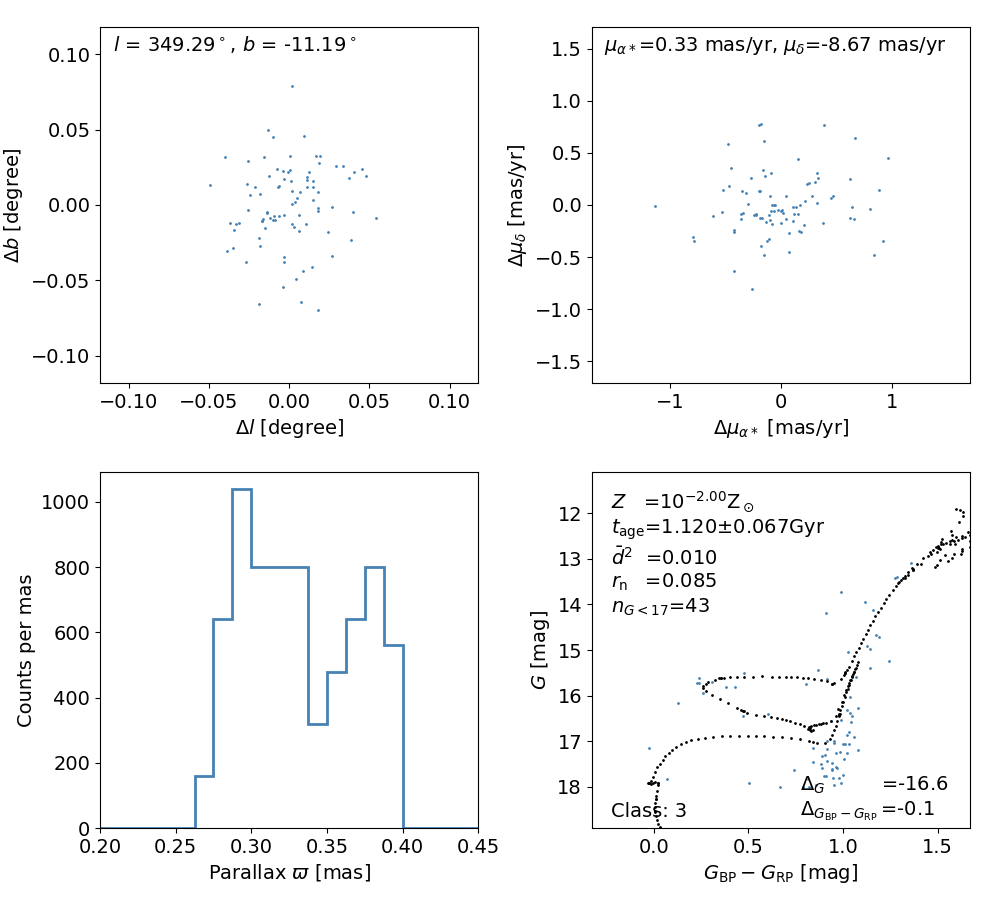 l = 349.29°, b = -11.19°
0.10
0.05
0.00
−0.05
−0.10
Δb [degree]
−0.10 −0.05 0.00 0.05 0.10
Δl [degree]
μα*=0.33 mas/yr, μδ=-8.67 mas/yr
1.5
1.0
0.5
0.0
−0.5
−1.0
−1.5
Δμδ [mas/yr]
−1 0 1
Δμα* [mas/yr]
1000
800
600
400
200
0
Counts per mas
0.20 0.25 0.30 0.35 0.40 0.45
Parallax ϖ [mas]
Z =10^−2.00Z⊙
tage=1.120±0.067Gyr
d̄² =0.010
rn =0.085
nG<17=43
12
13
14
15
16
17
18
G [mag]
ΔG =-16.6
ΔGBP−GRP=-0.1
Class: 3
0.0 0.5 1.0 1.5
GBP − GRP [mag]